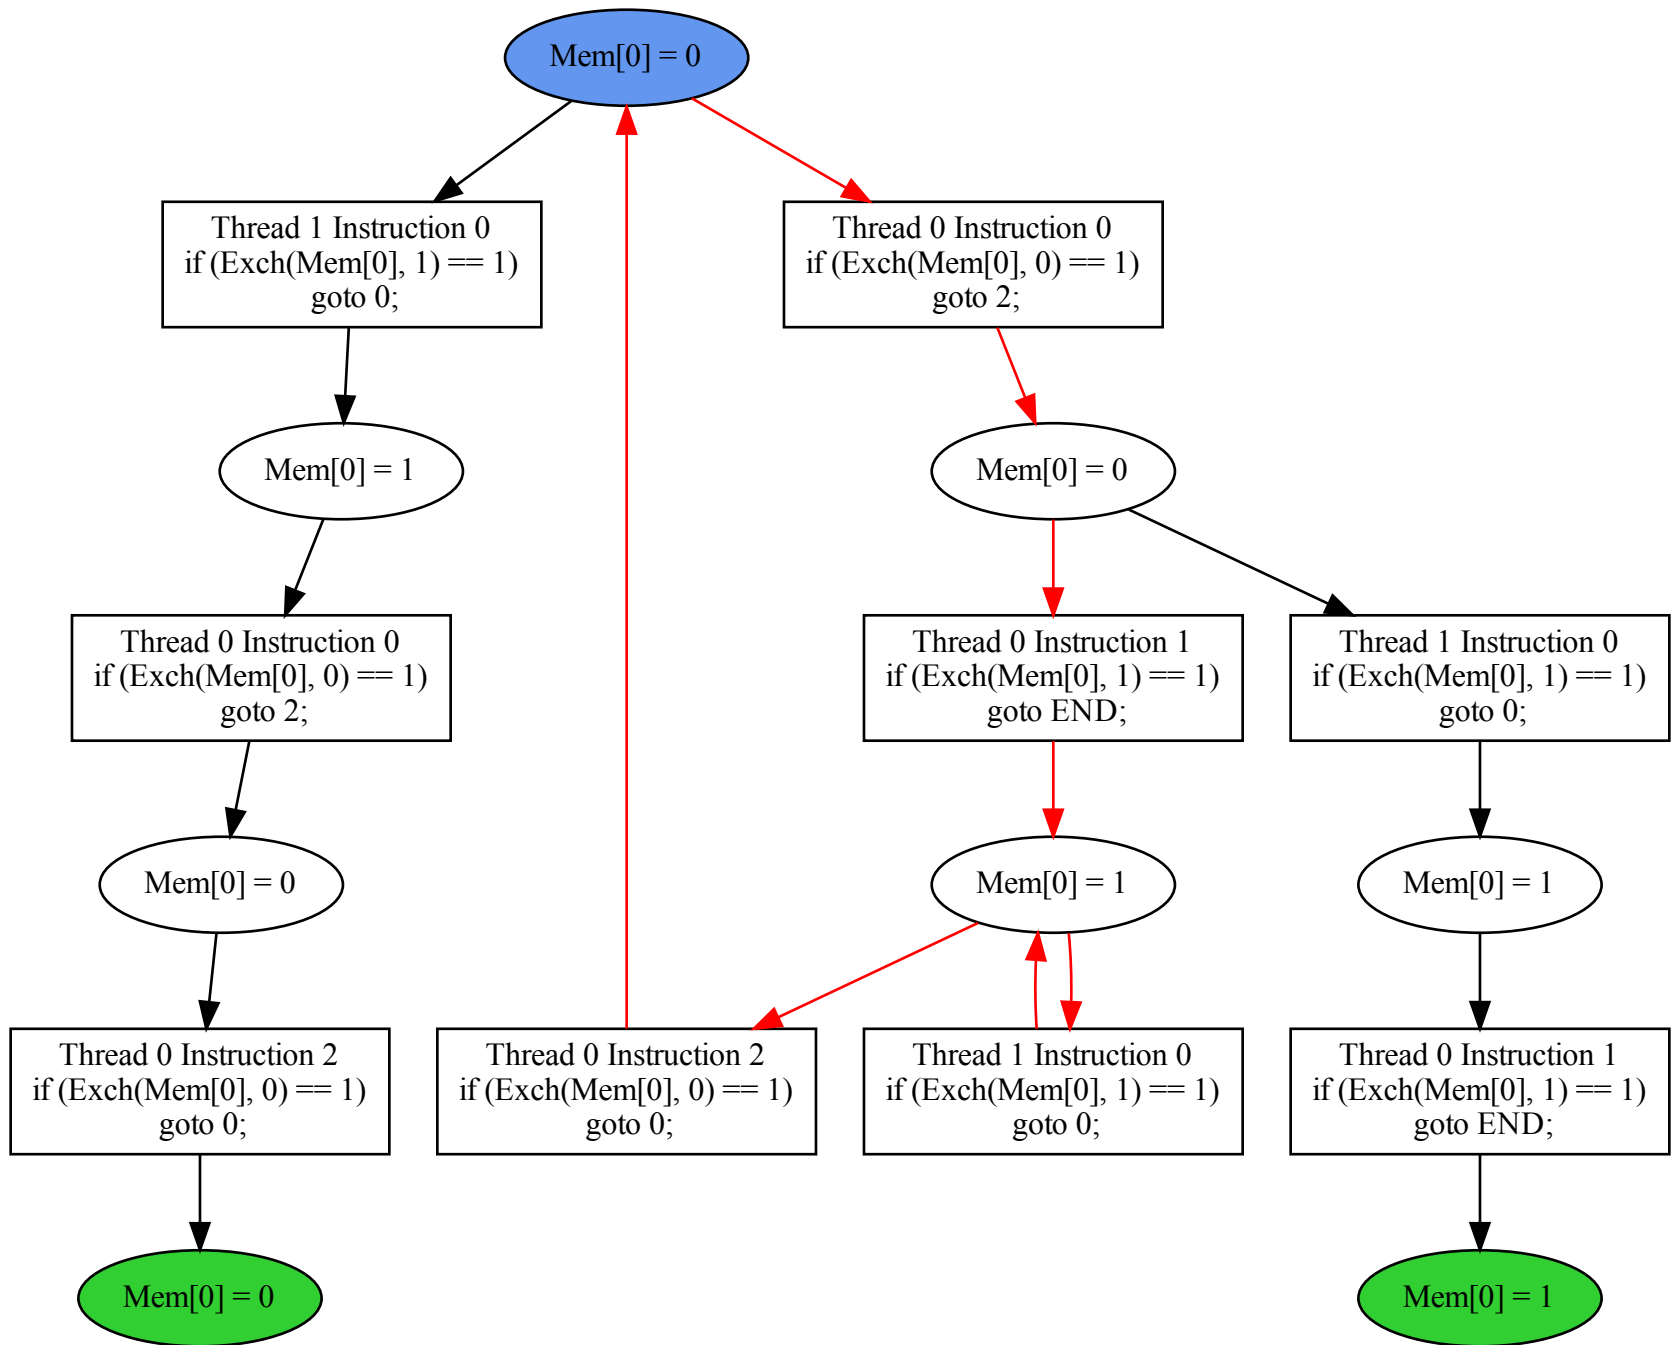 Mem[0] = 0
Thread 1 Instruction 0
if (Exch(Mem[0], 1) == 1)
goto 0;
Thread 0 Instruction 0
if (Exch(Mem[0], 0) == 1)
goto 2;
Mem[0] = 1
Mem[0] = 0
Thread 0 Instruction 0
if (Exch(Mem[0], 0) == 1)
goto 2;
Thread 0 Instruction 1
if (Exch(Mem[0], 1) == 1)
goto END;
Thread 1 Instruction 0
if (Exch(Mem[0], 1) == 1)
goto 0;
Mem[0] = 0
Mem[0] = 1
Mem[0] = 1
Thread 0 Instruction 2
if (Exch(Mem[0], 0) == 1)
goto 0;
Thread 0 Instruction 2
if (Exch(Mem[0], 0) == 1)
goto 0;
Thread 1 Instruction 0
if (Exch(Mem[0], 1) == 1)
goto 0;
Thread 0 Instruction 1
if (Exch(Mem[0], 1) == 1)
goto END;
Mem[0] = 0
Mem[0] = 1